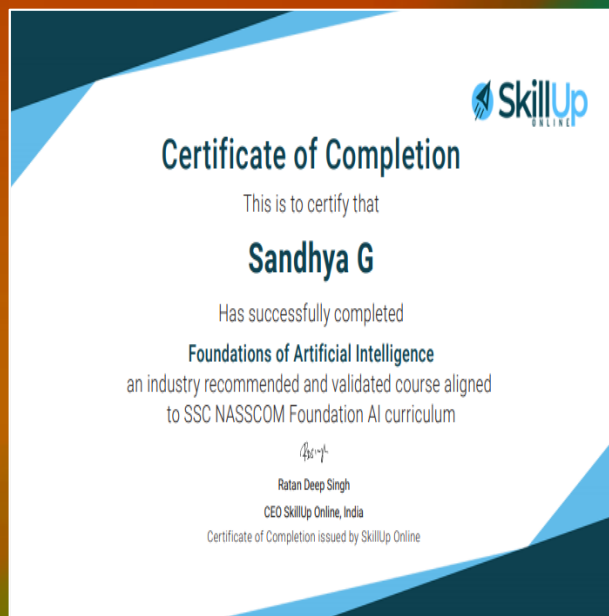 SkillUp
ONLINE
Certificate of Completion
This is to certify that
Sandhya G
Has successfully completed
Foundations of Artificial Intelligence
an industry recommended and validated course aligned
to SSC NASSCOM Foundation AI curriculum
Ratan Deep Singh
CEO SkillUp Online, India
Certificate of Completion issued by SkillUp Online